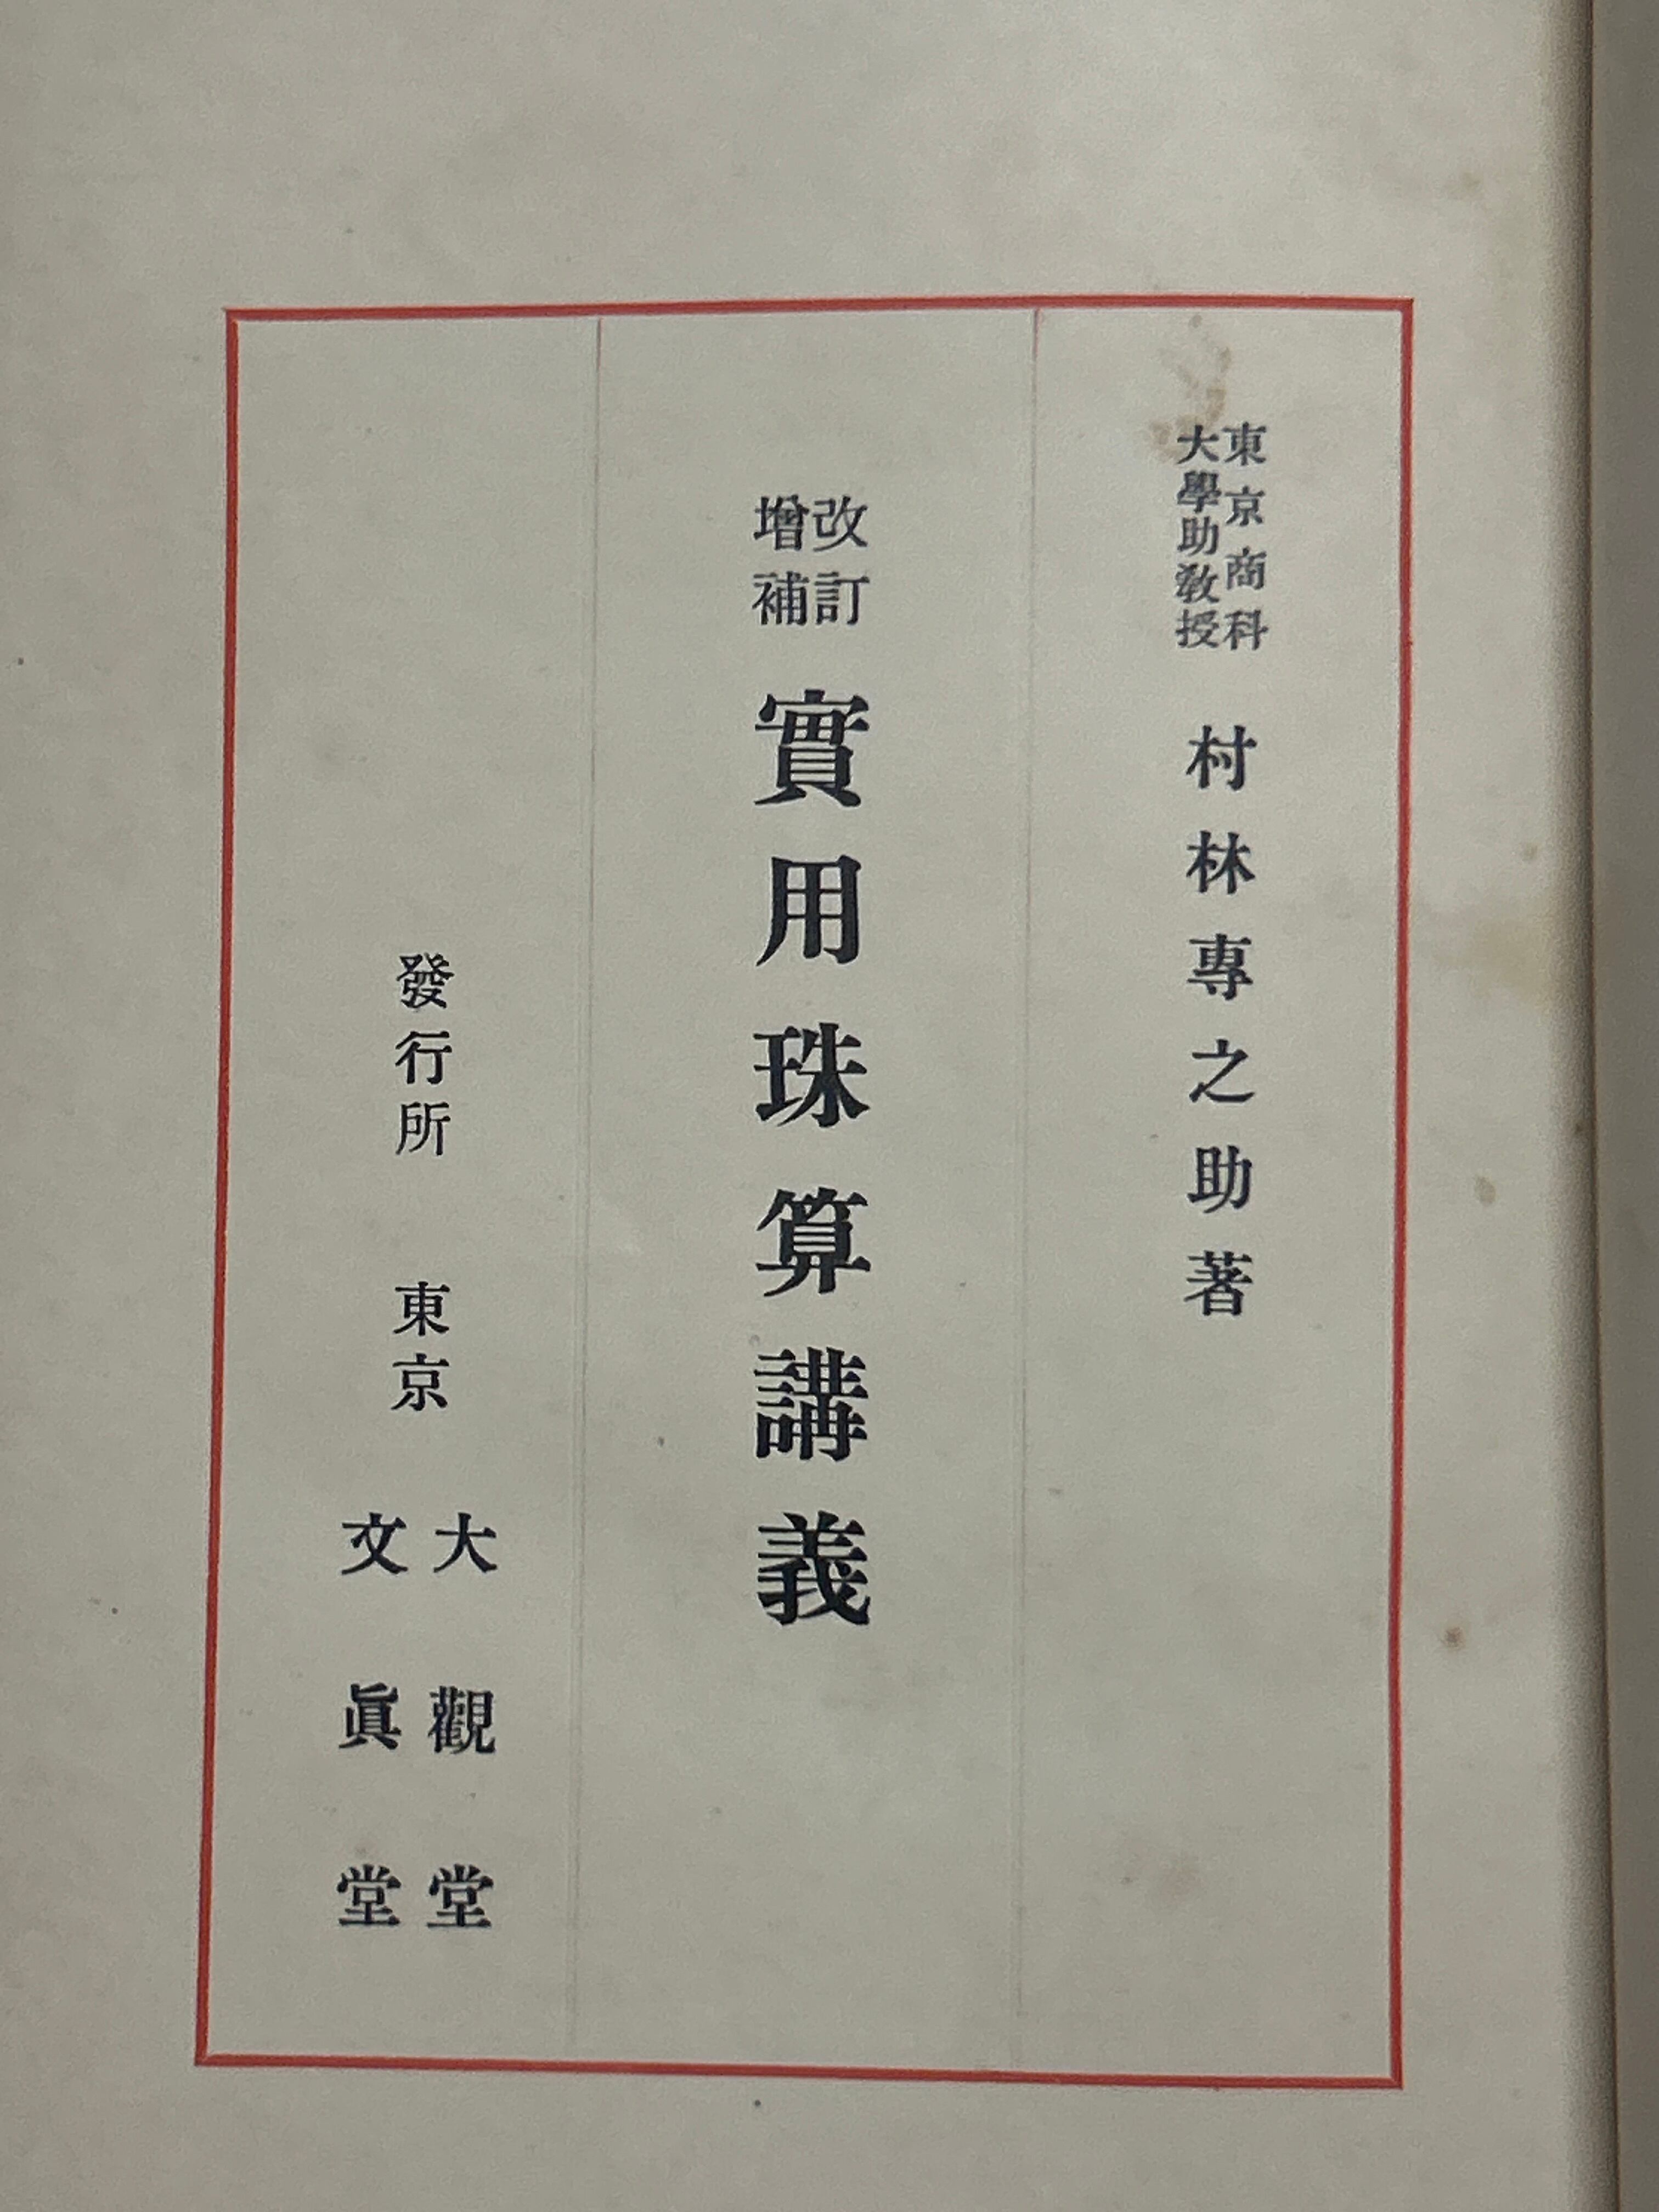 東京商科
大學助敎授
村林專之助著
改訂
增補
實用珠算講義
發行所 東京
大觀堂
文眞堂